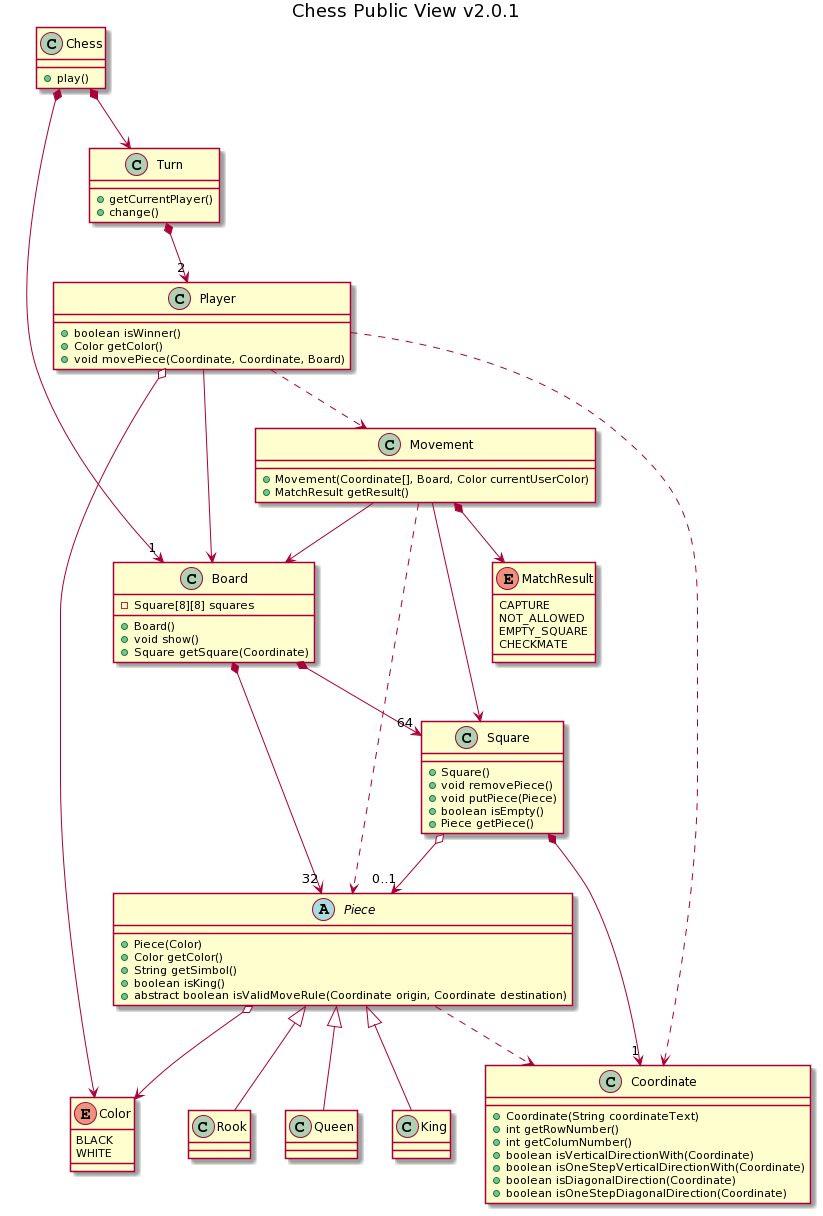 Chess Public View v2.0.1
C Chess
play()
C Turn
getCurrentPlayer()
change()
2
C Player
boolean isWinner()
Color getColor()
void movePiece(Coordinate, Coordinate, Board)
C Movement
Movement(Coordinate[], Board, Color currentUserColor)
MatchResult getResult()
1
C Board
Square[8][8] squares
Board()
void show()
Square getSquare(Coordinate)
E MatchResult
CAPTURE
NOT_ALLOWED
EMPTY_SQUARE
CHECKMATE
64
C Square
Square()
void removePiece()
void putPiece(Piece)
boolean isEmpty()
Piece getPiece()
32
0..1
A Piece
Piece(Color)
Color getColor()
String getSimbol()
boolean isKing()
abstract boolean isValidMoveRule(Coordinate origin, Coordinate destination)
1
E Color
BLACK
WHITE
C Rook
C Queen
C King
C Coordinate
Coordinate(String coordinateText)
int getRowNumber()
int getColumNumber()
boolean isVerticalDirectionWith(Coordinate)
boolean isOneStepVerticalDirectionWith(Coordinate)
boolean isDiagonalDirection(Coordinate)
boolean isOneStepDiagonalDirection(Coordinate)